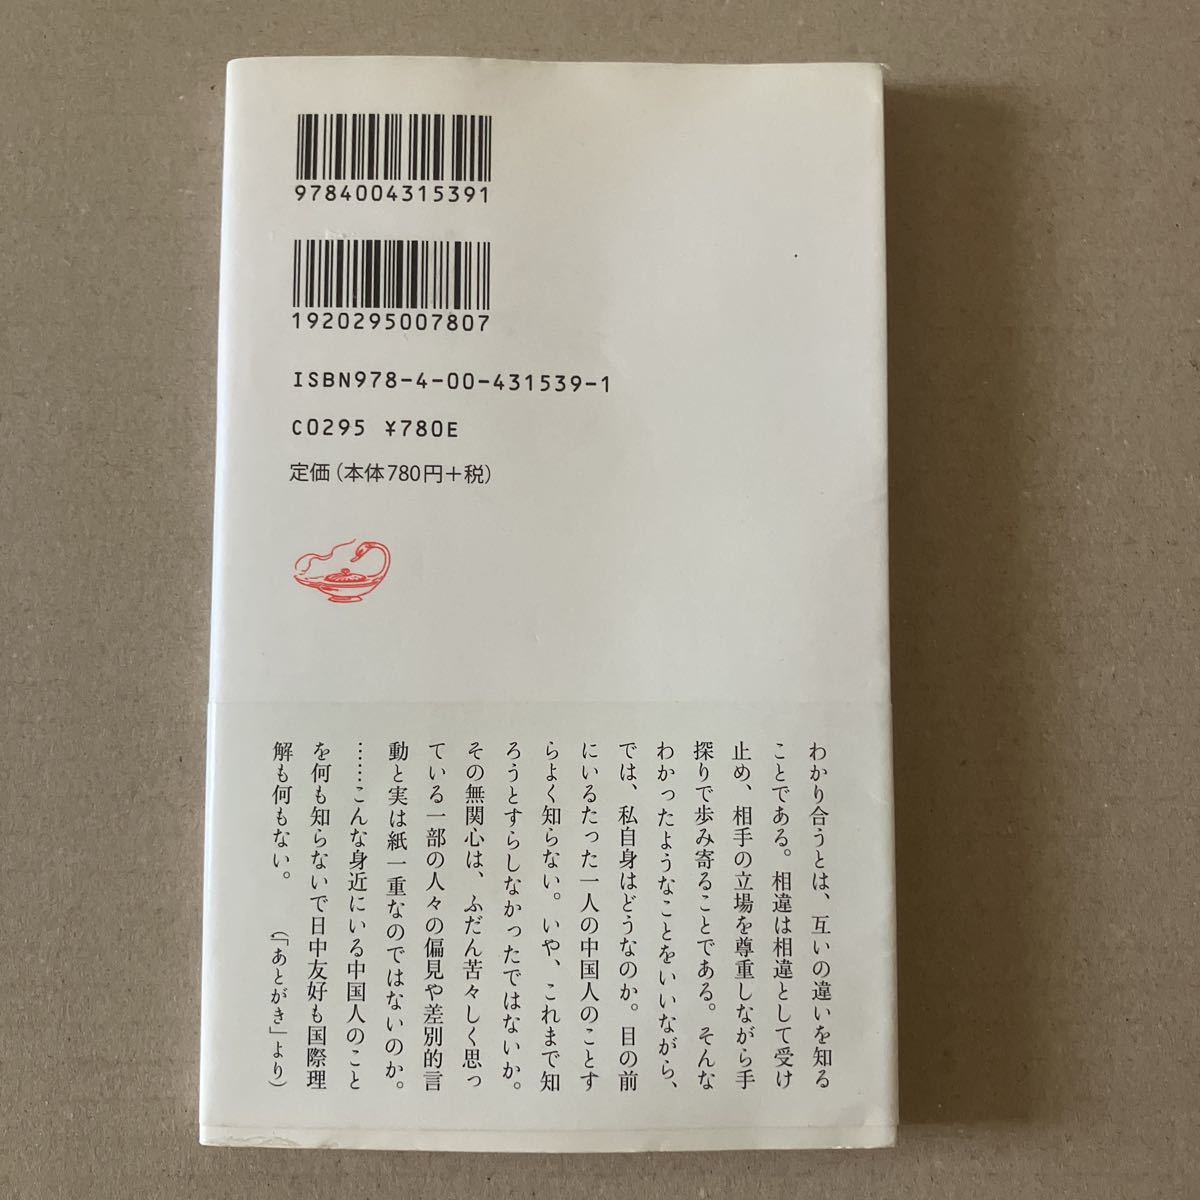 9784004315391
1920295007807
ISBN978-4-00-431539-1
C0295 ¥780E
定価（本体780円＋税）
わかり合うとは、互いの違いを知る
ことである。相違は相違として受け
止め、相手の立場を尊重しながら手
探りで歩み寄ることである。そんな
わかったようなことをいいながら、
では、私自身はどうなのか。目の前
にいるたった一人の中国人のことす
らよく知らない。いや、これまで知
ろうとすらしなかったではないか。
その無関心は、ふだん苦々しく思っ
ている一部の人々の偏見や差別的言
動と実は紙一重なのではないのか。
……こんな身近にいる中国人のこと
を何も知らないで日中友好も国際理
解も何もない。（「あとがき」より）